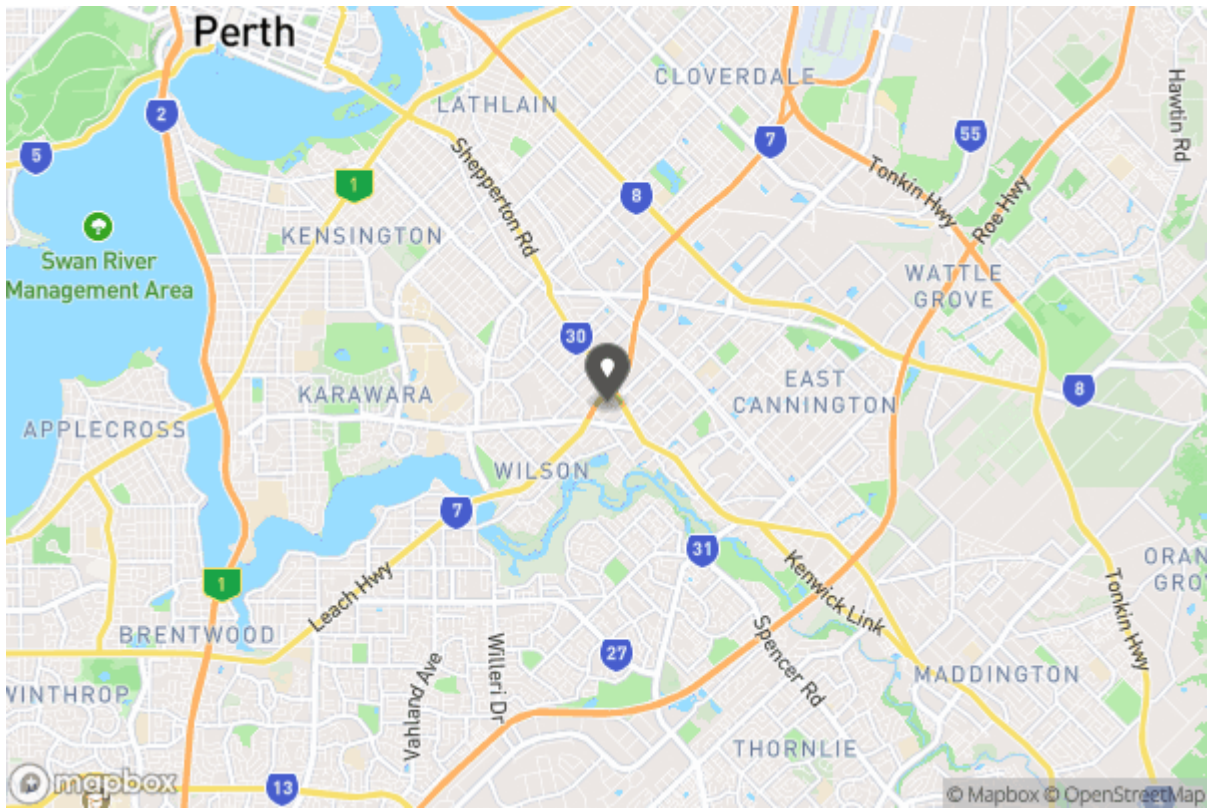 Perth
CLOVERDALE
Hawtin Rd
LATHLAIN
2
7
55
5
Shepperton Rd
1
8
Tonkin Hwy
Roe Hwy
KENSINGTON
Swan River
Management Area
WATTLE
GROVE
30
KARAWARA
EAST
CANNINGTON
8
APPLECROSS
WILSON
7
31
ORAN
GRO
Kenwick Link
1
Leach Hwy
Tonkin Hwy
BRENTWOOD
Willeri Dr
27
Spencer Rd
Vahland Ave
MADDINGTON
WINTHROP
THORNLIE
mapbox
13
© Mapbox © OpenStreetMap